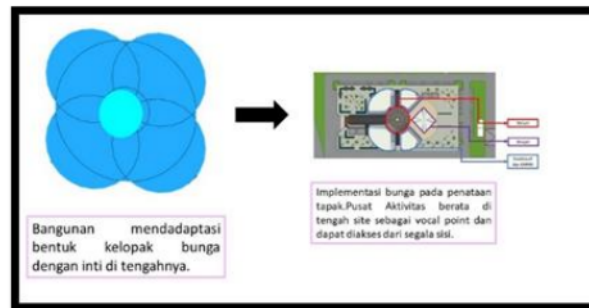 Bangunan mendadaptasi
bentuk kelopak bunga
dengan inti di tengahnya.
Implementasi bunga pada penataan
tapak.Pusat Aktivitas berata di
tengah site sebagai vocal point dan
dapat diakses dari segala sisi.